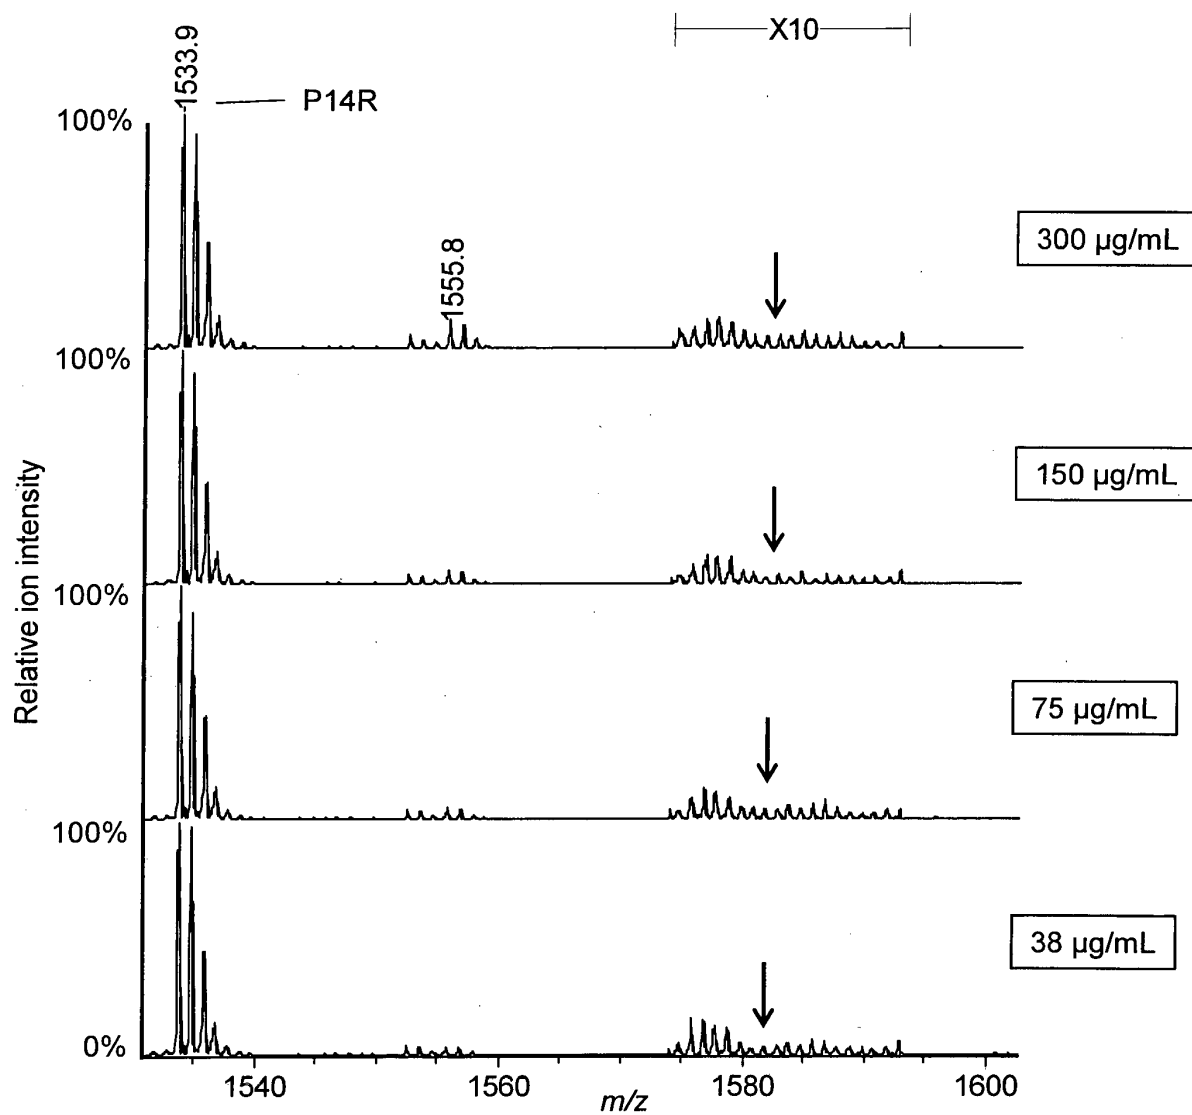 X10
1533.9
P14R
100%
1555.8
300 µg/mL
100%
150 µg/mL
Relative ion intensity
100%
75 µg/mL
100%
38 µg/mL
0%
1540
1560
1580
1600
m/z